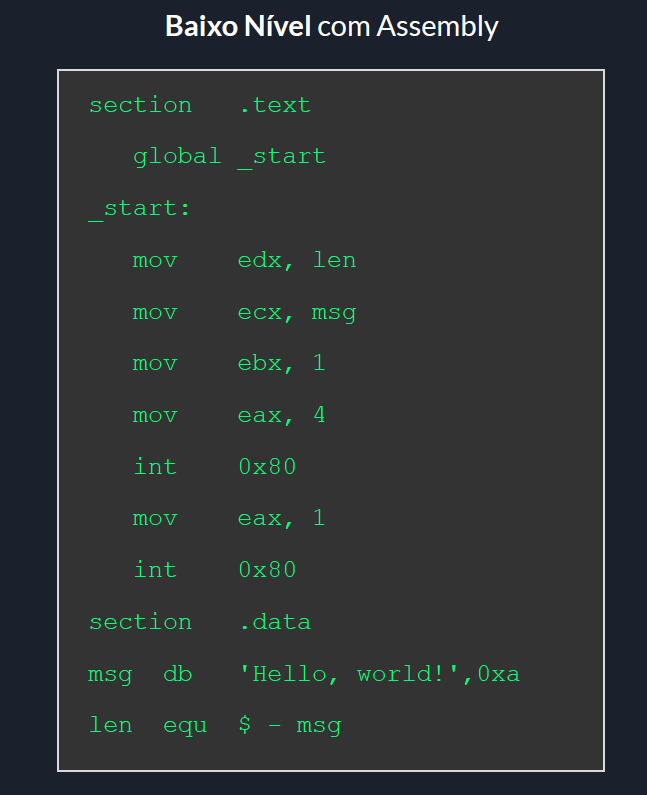 Baixo Nível com Assembly
section   .text
   global _start
_start:
   mov    edx, len
   mov    ecx, msg
   mov    ebx, 1
   mov    eax, 4
   int    0x80
   mov    eax, 1
   int    0x80
section   .data
msg  db   'Hello, world!',0xa
len  equ  $ - msg